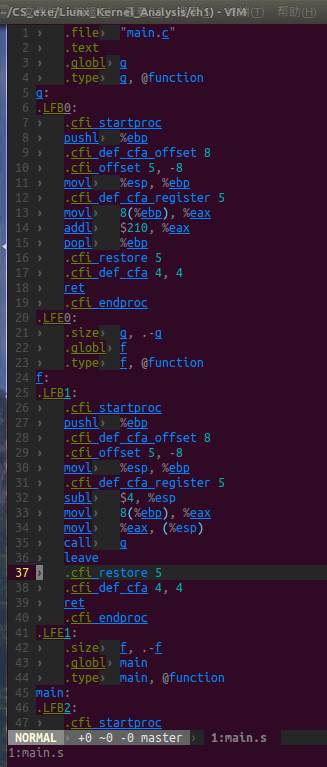 ~/CS_exe/Liunx_Kernel_Analysis/ch1) - VIM
1 › .file› "main.c"
2 › .text
3 › .globl› g
4 › .type› g, @function
5 g:
6 .LFB0:
7 › .cfi_startproc
8 › pushl› %ebp
9 › .cfi_def_cfa_offset 8
10 › .cfi_offset 5, -8
11 › movl› %esp, %ebp
12 › .cfi_def_cfa_register 5
13 › movl› 8(%ebp), %eax
14 › addl› $210, %eax
15 › popl› %ebp
16 › .cfi_restore 5
17 › .cfi_def_cfa 4, 4
18 › ret
19 › .cfi_endproc
20 .LFE0:
21 › .size› g, .-g
22 › .globl› f
23 › .type› f, @function
24 f:
25 .LFB1:
26 › .cfi_startproc
27 › pushl› %ebp
28 › .cfi_def_cfa_offset 8
29 › .cfi_offset 5, -8
30 › movl› %esp, %ebp
31 › .cfi_def_cfa_register 5
32 › subl› $4, %esp
33 › movl› 8(%ebp), %eax
34 › movl› %eax, (%esp)
35 › call› g
36 › leave
37 › .cfi_restore 5
38 › .cfi_def_cfa 4, 4
39 › ret
40 › .cfi_endproc
41 .LFE1:
42 › .size› f, .-f
43 › .globl› main
44 › .type› main, @function
45 main:
46 .LFB2:
47 › .cfi_startproc
NORMAL › +0 ~0 -0 master › 1:main.s
1:main.s